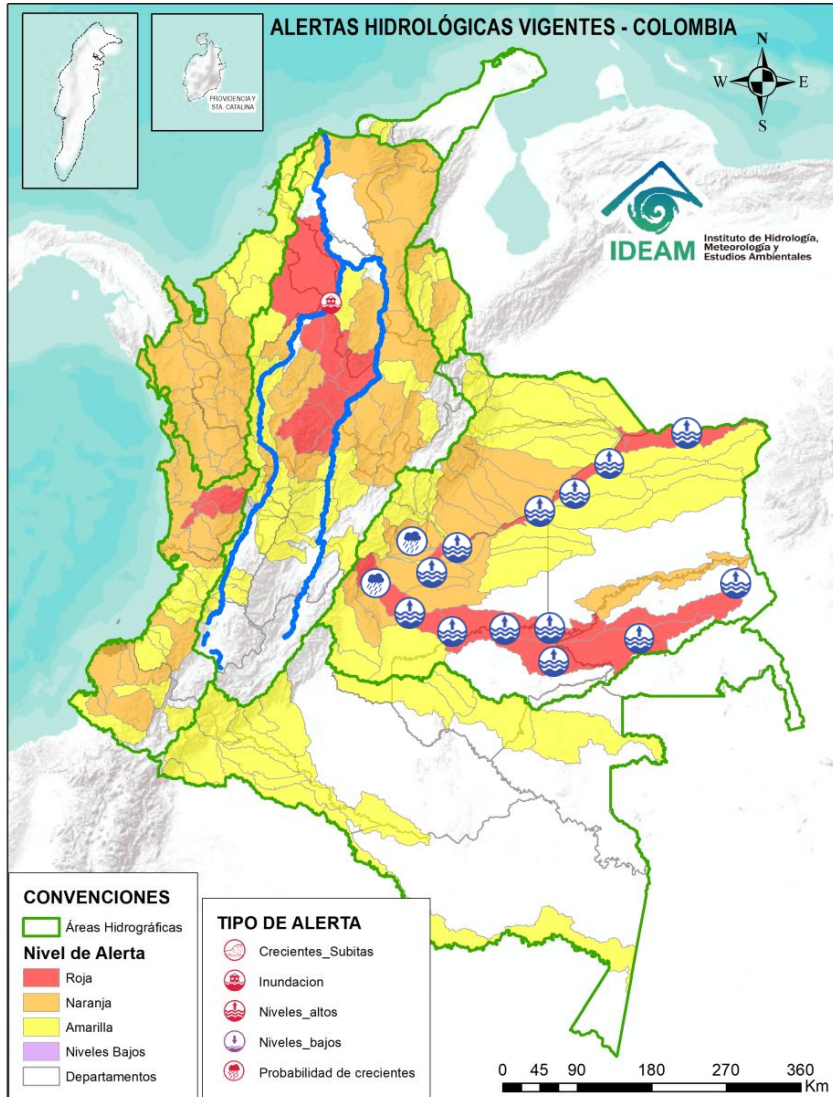 ALERTAS HIDROLÓGICAS VIGENTES - COLOMBIA
PROVIDENCIA Y
STA. CATALINA
N
W
E
S
IDEAM
Instituto de Hidrología,
Meteorología y
Estudios Ambientales
CONVENCIONES
Áreas Hidrográficas
Nivel de Alerta
Roja
Naranja
Amarilla
Niveles Bajos
Departamentos
TIPO DE ALERTA
Crecientes_Subitas
Inundacion
Niveles_altos
Niveles_bajos
Probabilidad de crecientes
0 45 90 180 270 360
Km